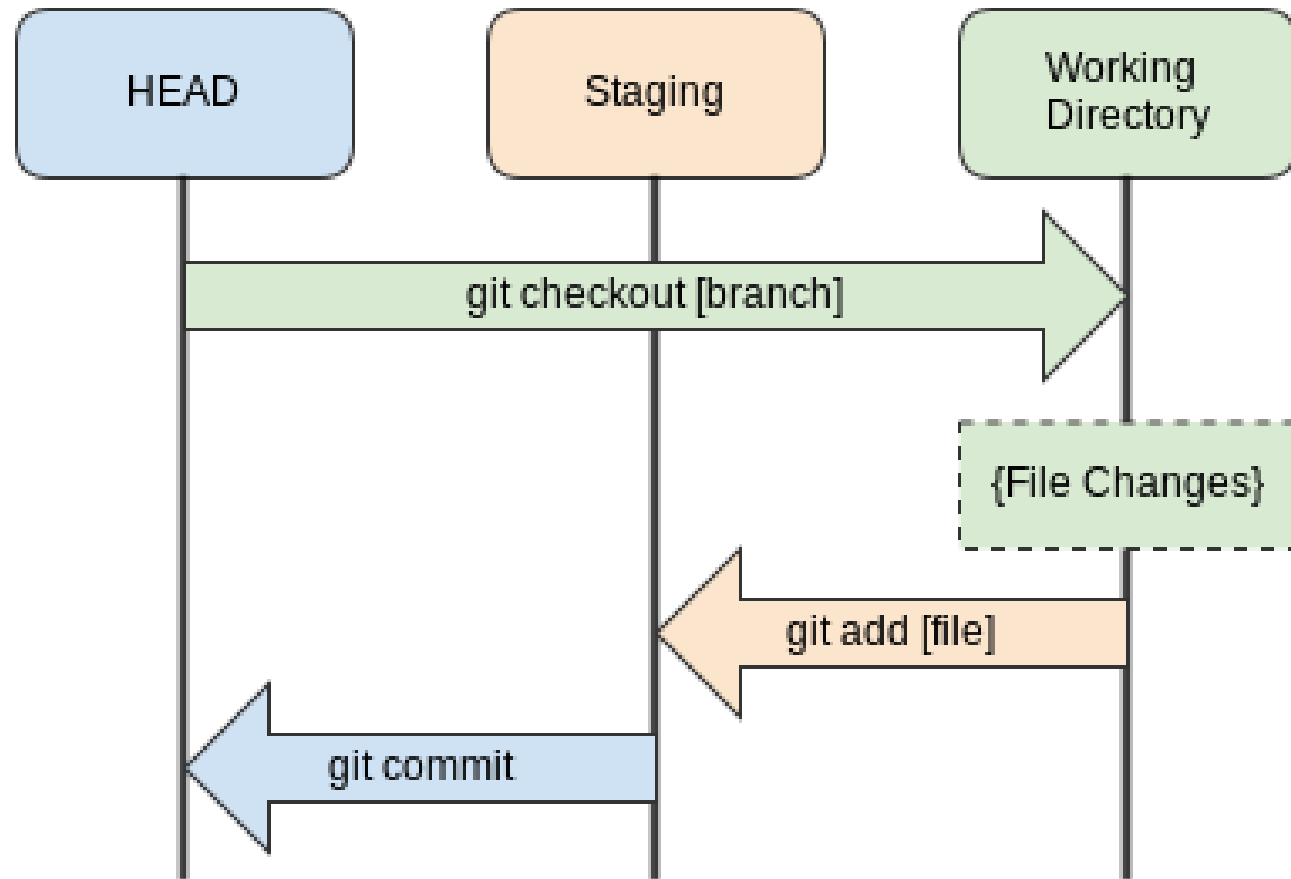 HEAD
Staging
Working
Directory
git checkout [branch]
{File Changes}
git add [file]
git commit